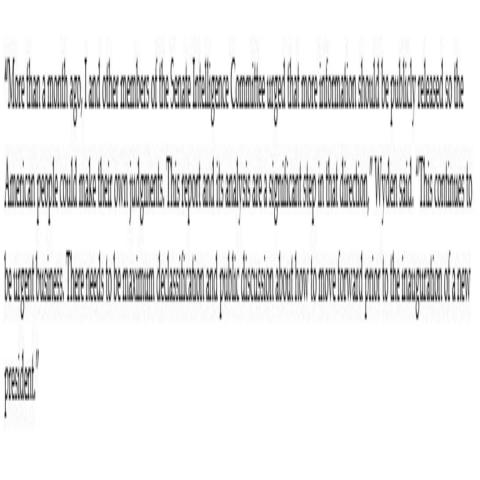 “More than a month ago, I and other members of the Senate Intelligence Committee urged that more information should be publicly released so the
American people could make their own judgments. This report and its analysis are a significant step in that direction,” Wyden said. “This continues to
be urgent business. There needs to be maximum declassification and public discussion about how to move forward prior to the inauguration of a new
president.”